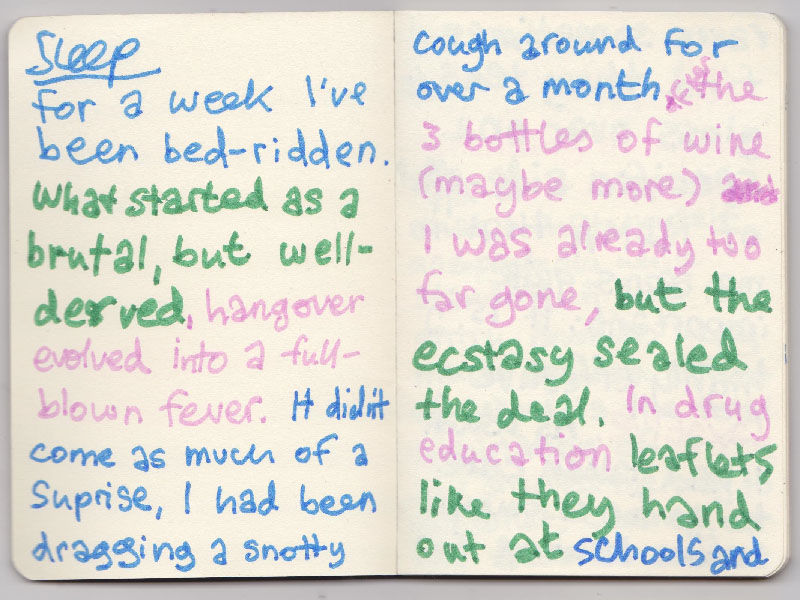 Sleep
for a week I've
been bed-ridden.
What started as a
brutal, but well-
derved, hangover
evolved into a full-
blown fever. It didn't
come as much of a
Suprise, I had been
dragging a snotty
cough around for
over a month, the
3 bottles of wine
(maybe more)
I was already too
far gone, but the
ecstasy sealed
the deal. In drug
education leaflets
like they hand
out at schools and